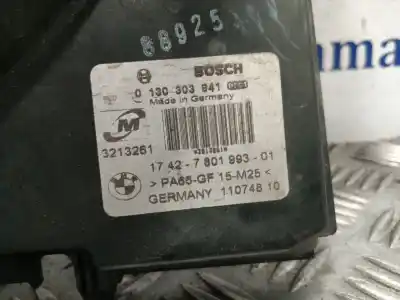 88925
BOSCH
0 130 303 841
Made in Germany
3213261
17 42 - 7 801 993 - 01
> PA66-GF 15-M25 <
GERMANY 110748 10